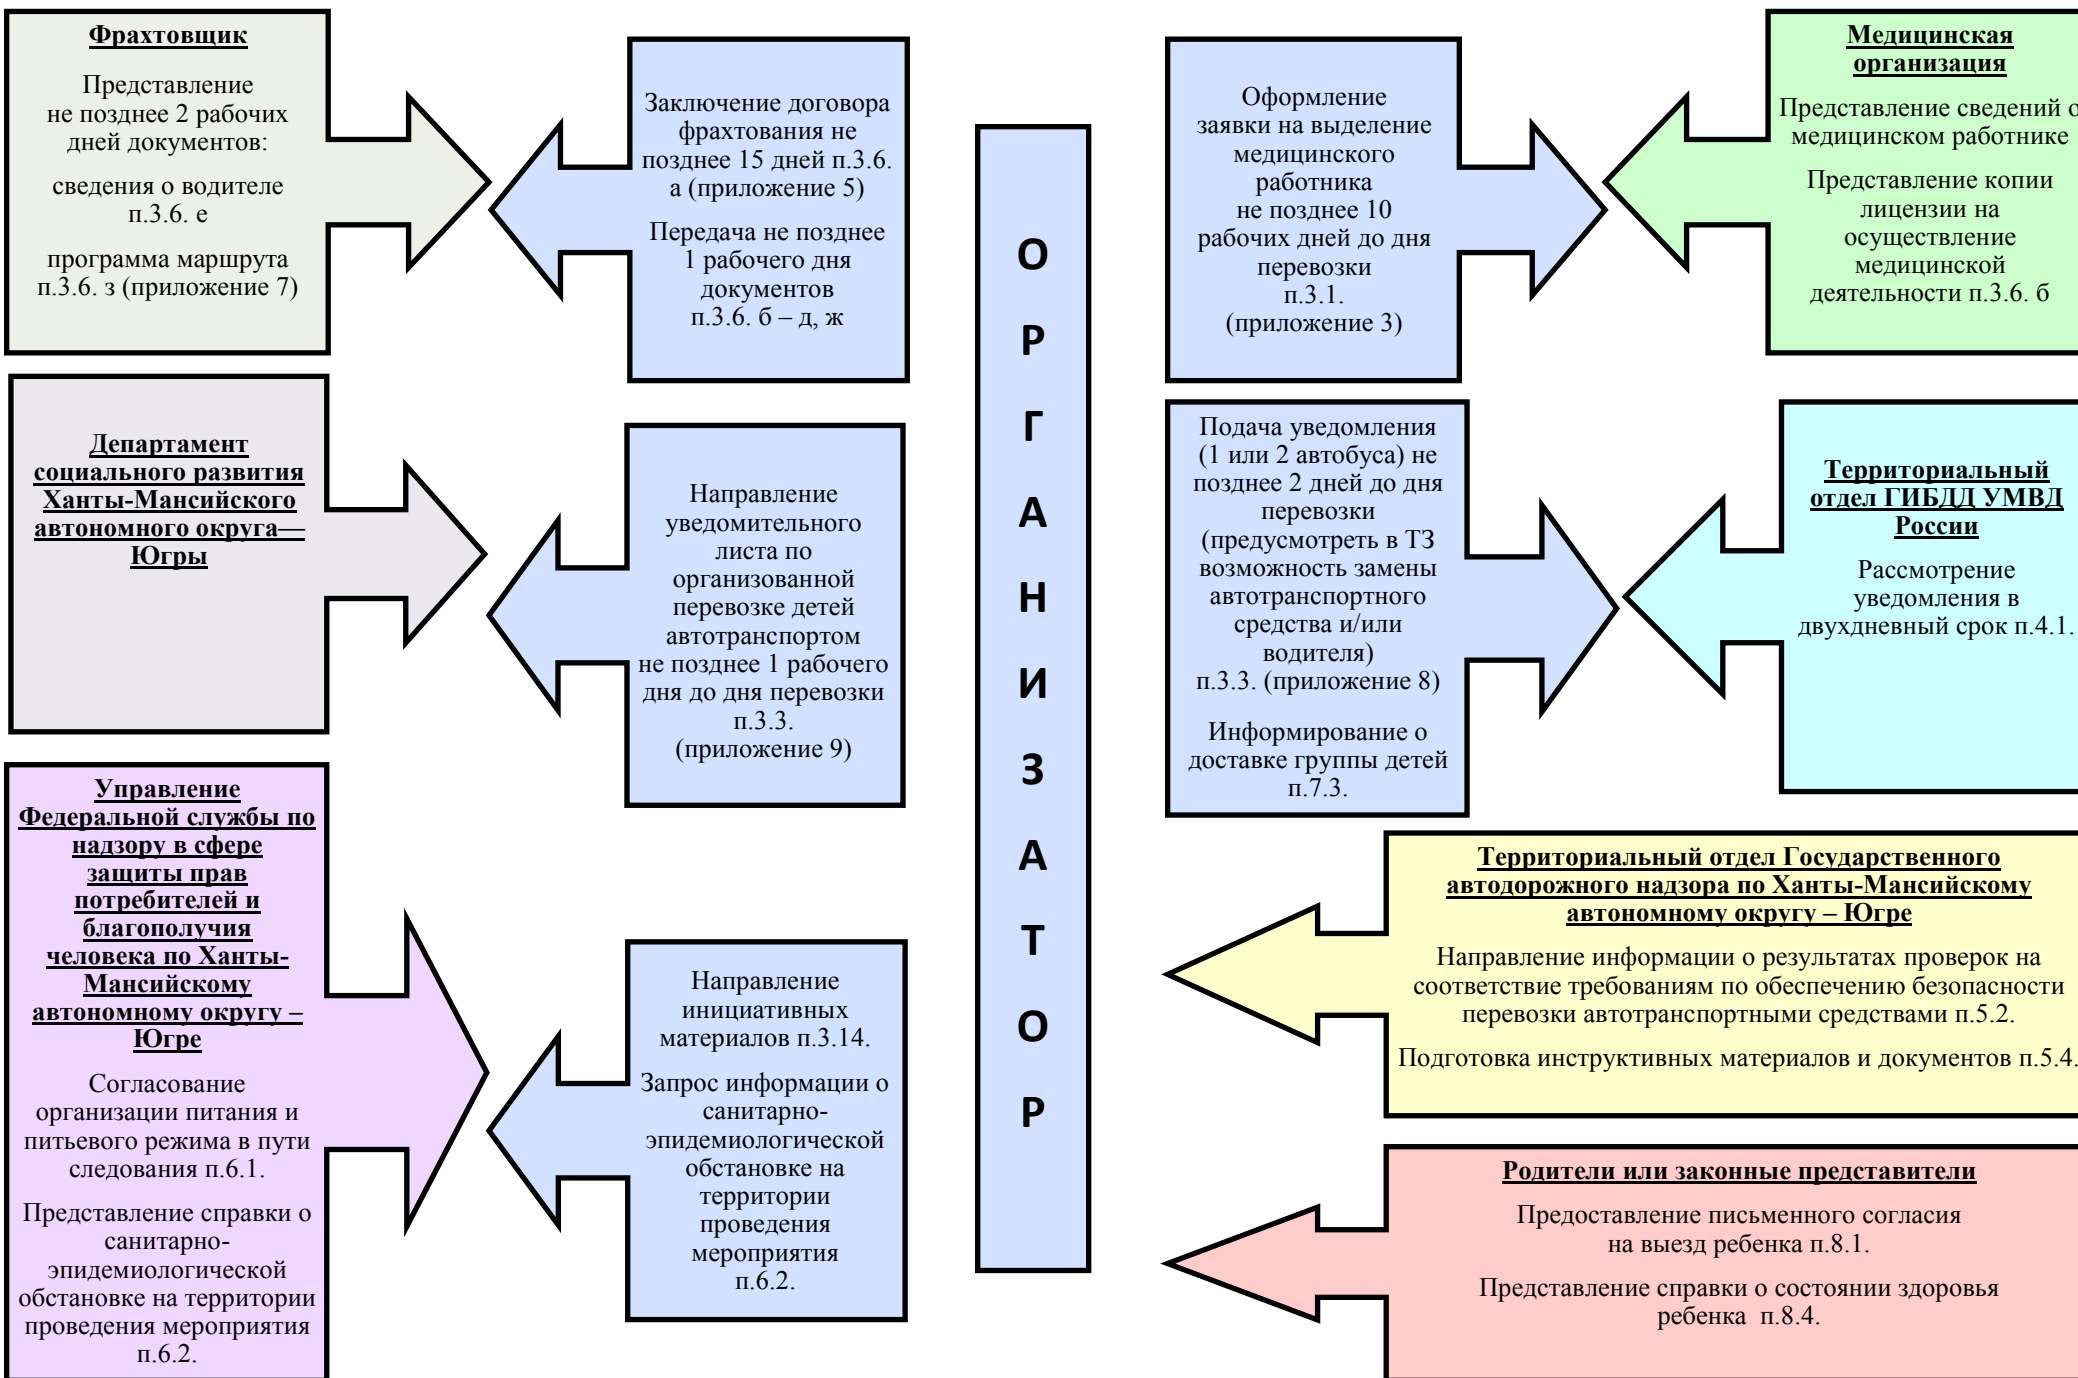 Фрахтовщик
Представление
не позднее 2 рабочих
дней документов:
сведения о водителе
п.3.6. е
программа маршрута
п.3.6. з (приложение 7)
Заключение договора
фрахтования не
позднее 15 дней п.3.6.
а (приложение 5)
Передача не позднее
1 рабочего дня
документов
п.3.6. б – д, ж
Департамент
социального развития
Ханты-Мансийского
автономного округа—
Югры
Направление
уведомительного
листа по
организованной
перевозке детей
автотранспортом
не позднее 1 рабочего
дня до дня перевозки
п.3.3.
(приложение 9)
Управление
Федеральной службы по
надзору в сфере
защиты прав
потребителей и
благополучия
человека по Ханты-
Мансийскому
автономному округу –
Югре
Согласование
организации питания и
питьевого режима в пути
следования п.6.1.
Представление справки о
санитарно-
эпидемиологической
обстановке на территории
проведения мероприятия
п.6.2.
Направление
инициативных
материалов п.3.14.
Запрос информации о
санитарно-
эпидемиологической
обстановке на
территории
проведения
мероприятия
п.6.2.
О
Р
Г
А
Н
И
З
А
Т
О
Р
Оформление
заявки на выделение
медицинского
работника
не позднее 10
рабочих дней до дня
перевозки
п.3.1.
(приложение 3)
Медицинская
организация
Представление сведений о
медицинском работнике
Представление копии
лицензии на
осуществление
медицинской
деятельности п.3.6. б
Подача уведомления
(1 или 2 автобуса) не
позднее 2 дней до дня
перевозки
(предусмотреть в ТЗ
возможность замены
автотранспортного
средства и/или
водителя)
п.3.3. (приложение 8)
Информирование о
доставке группы детей
п.7.3.
Территориальный
отдел ГИБДД УМВД
России
Рассмотрение
уведомления в
двухдневный срок п.4.1.
Территориальный отдел Государственного
автодорожного надзора по Ханты-Мансийскому
автономному округу – Югре
Направление информации о результатах проверок на
соответствие требованиям по обеспечению безопасности
перевозки автотранспортными средствами п.5.2.
Подготовка инструктивных материалов и документов п.5.4.
Родители или законные представители
Предоставление письменного согласия
на выезд ребенка п.8.1.
Представление справки о состоянии здоровья
ребенка п.8.4.